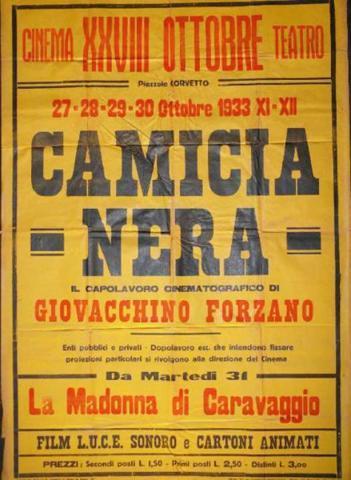 CINEMA XXVIII OTTOBRE TEATRO
Piazzale CORVETTO
27-28-29-30 Ottobre 1933 XI-XII
CAMICIA
NERA
IL CAPOLAVORO CINEMATOGRAFICO DI
GIOVACCHINO FORZANO
Enti pubblici e privati - Dopolavoro ecc. che intendono fissare
proiezioni particolari si rivolgono alla direzione del Cinema
Da Martedì 31
La Madonna di Caravaggio
FILM L.U.C.E. SONORO e CARTONI ANIMATI
PREZZI: Secondi posti L. 1,50 - Primi posti L. 2,50 - Distinti L. 3,00